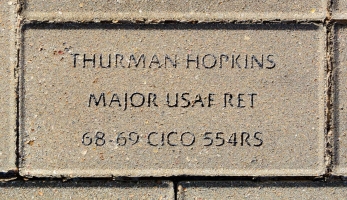 THURMAN HOPKINS
MAJOR USAF RET
68-69 CICO 554RS